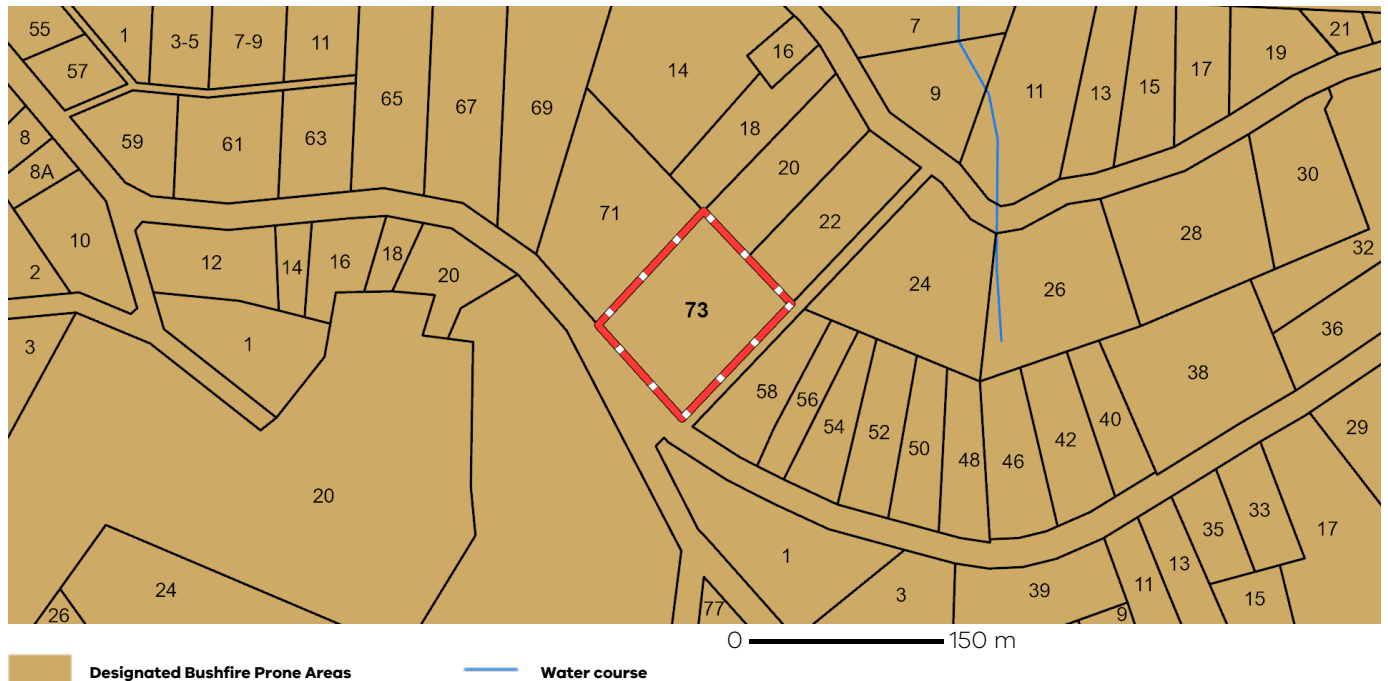 55 1 3-5 7-9 11 14 16 7 21
57 65 67 69 9 11 13 15 17 19
8 59 61 63 18
8A 20 30
10 71 22 28 32
2 12 14 16 18 20 24 26
3 1 73 36
58 56 54 52 50 48 46 42 40 38 29
20 35 33 17
24 1 11 13
26 77 3 39 9 15
0 150 m
Designated Bushfire Prone Areas Water course